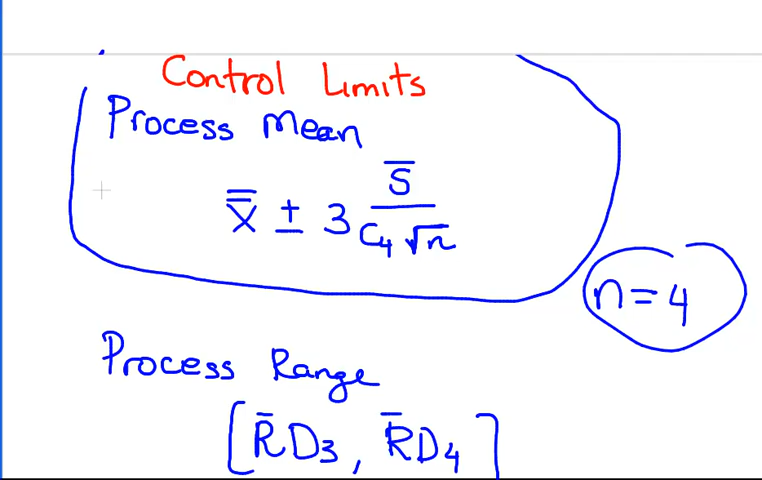 Control Limits
Process Mean
X̿ ± 3 S̅ / C₄ √n
n = 4
Process Range
[R̄D₃, R̄D₄]